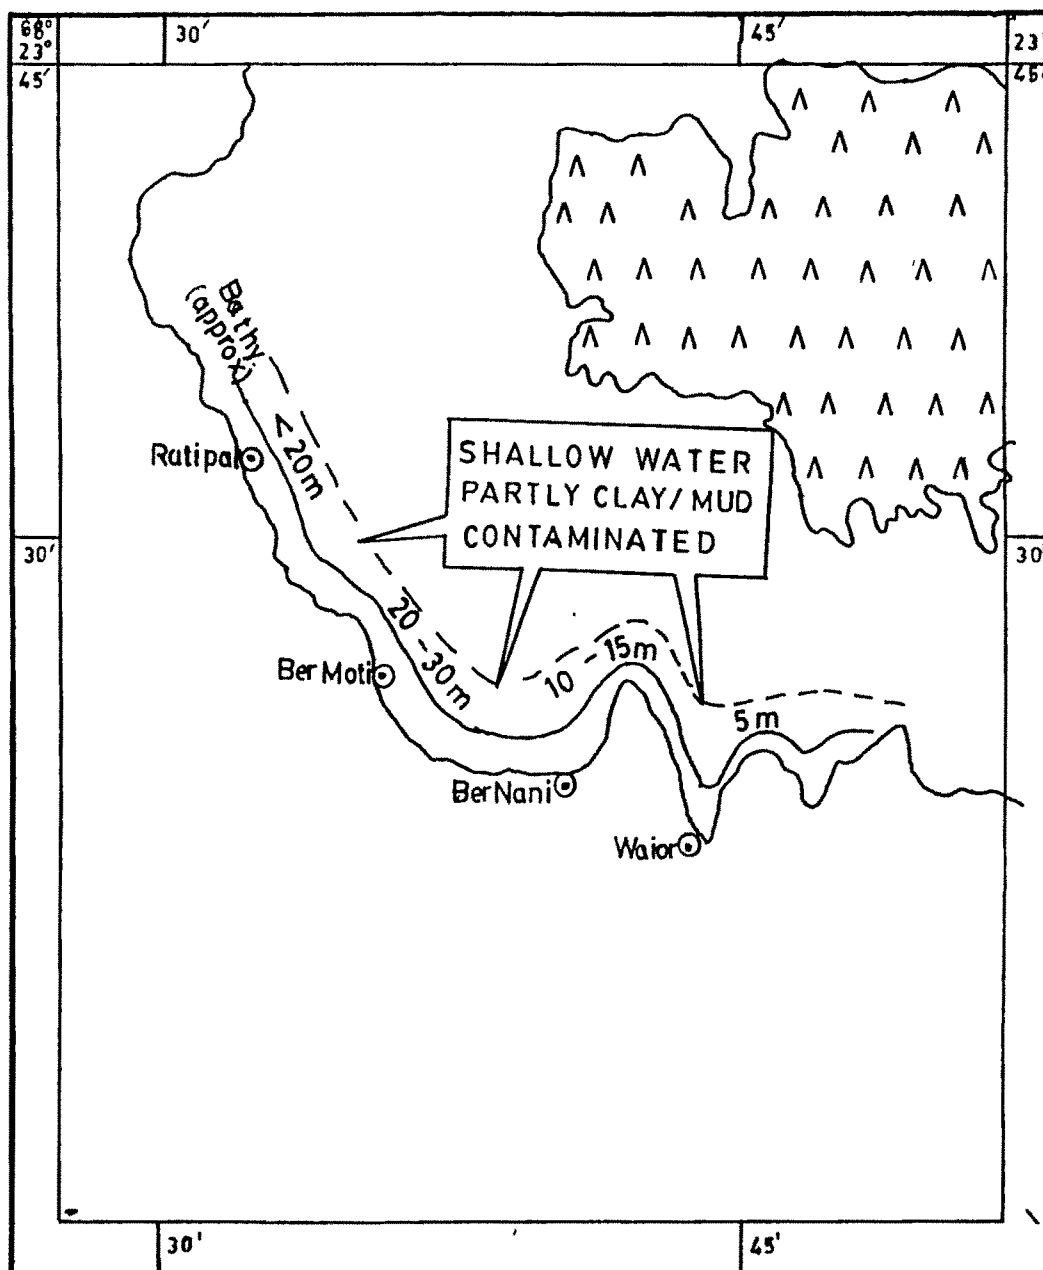 68°
23°
45'
30'
45'
23°
45'
Bathy.
(approx)
Ratipal
< 20m
SHALLOW WATER
PARTLY CLAY/MUD
CONTAMINATED
30'
30'
20 - 30m
10 - 15m
Ber Moti
5m
Ber Nani
Waior
30'
45'